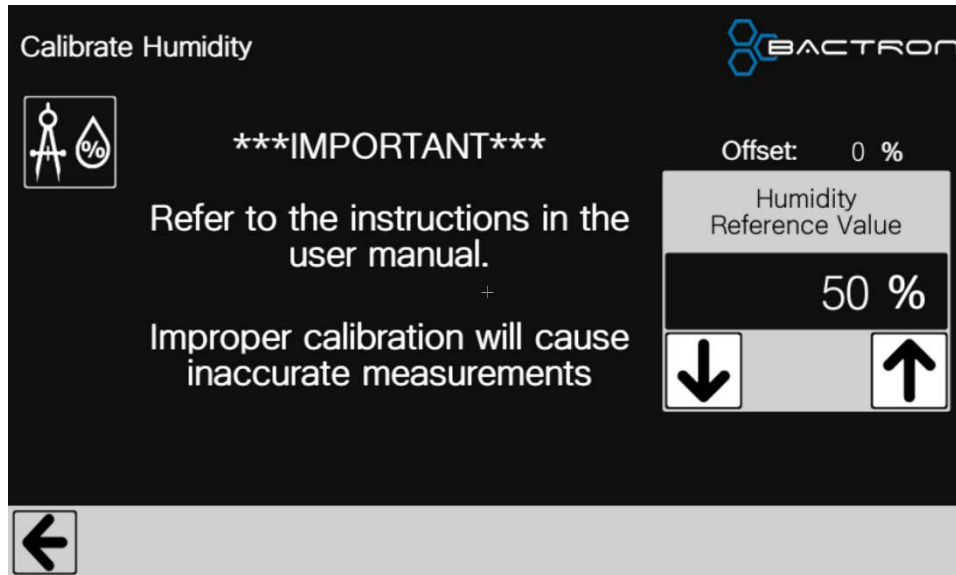 Calibrate Humidity
BACTRON
%
***IMPORTANT***
Refer to the instructions in the
user manual.
Improper calibration will cause
inaccurate measurements
Offset: 0 %
Humidity
Reference Value
50 %